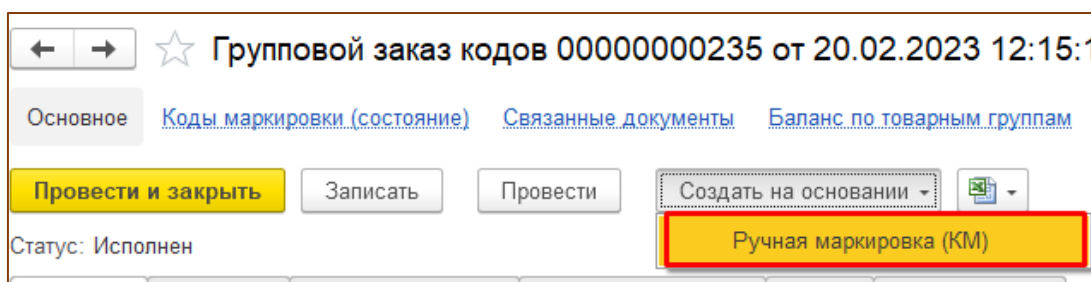 Групповой заказ кодов 00000000235 от 20.02.2023 12:15:1
Основное Коды маркировки (состояние) Связанные документы Баланс по товарным группам
Провести и закрыть Записать Провести Создать на основании
Ручная маркировка (КМ)
Статус: Исполнен